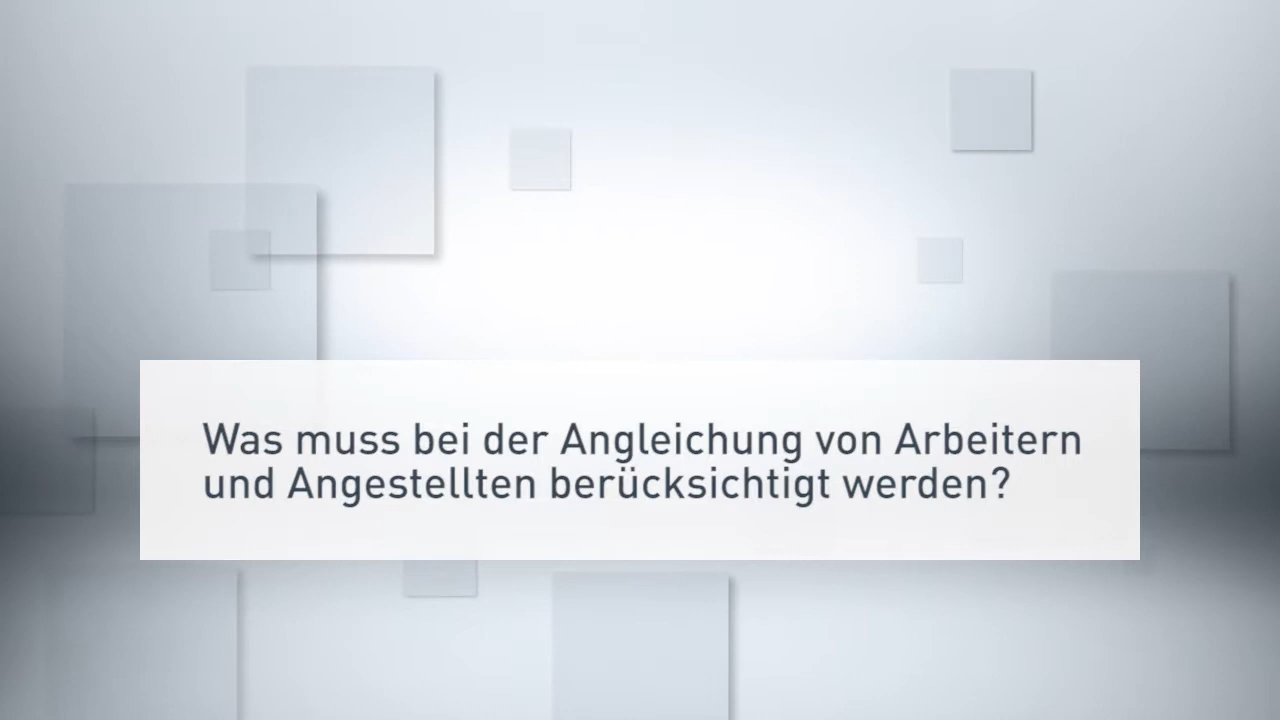 Was muss bei der Angleichung von Arbeitern
und Angestellten berücksichtigt werden?